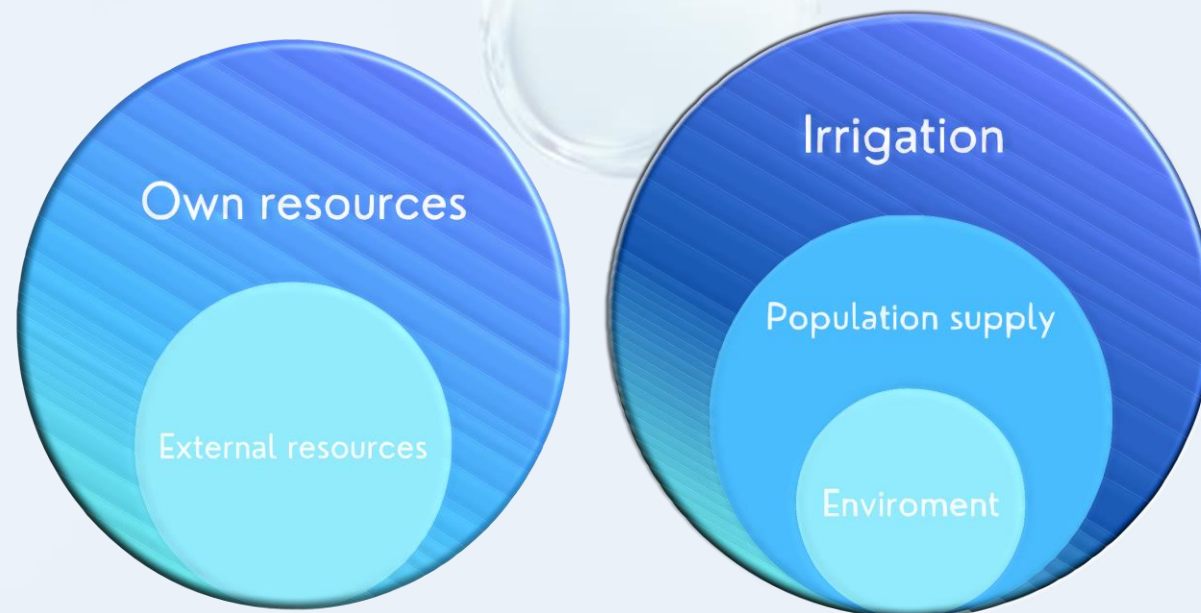 Own resources
External resources
Irrigation
Population supply
Enviroment